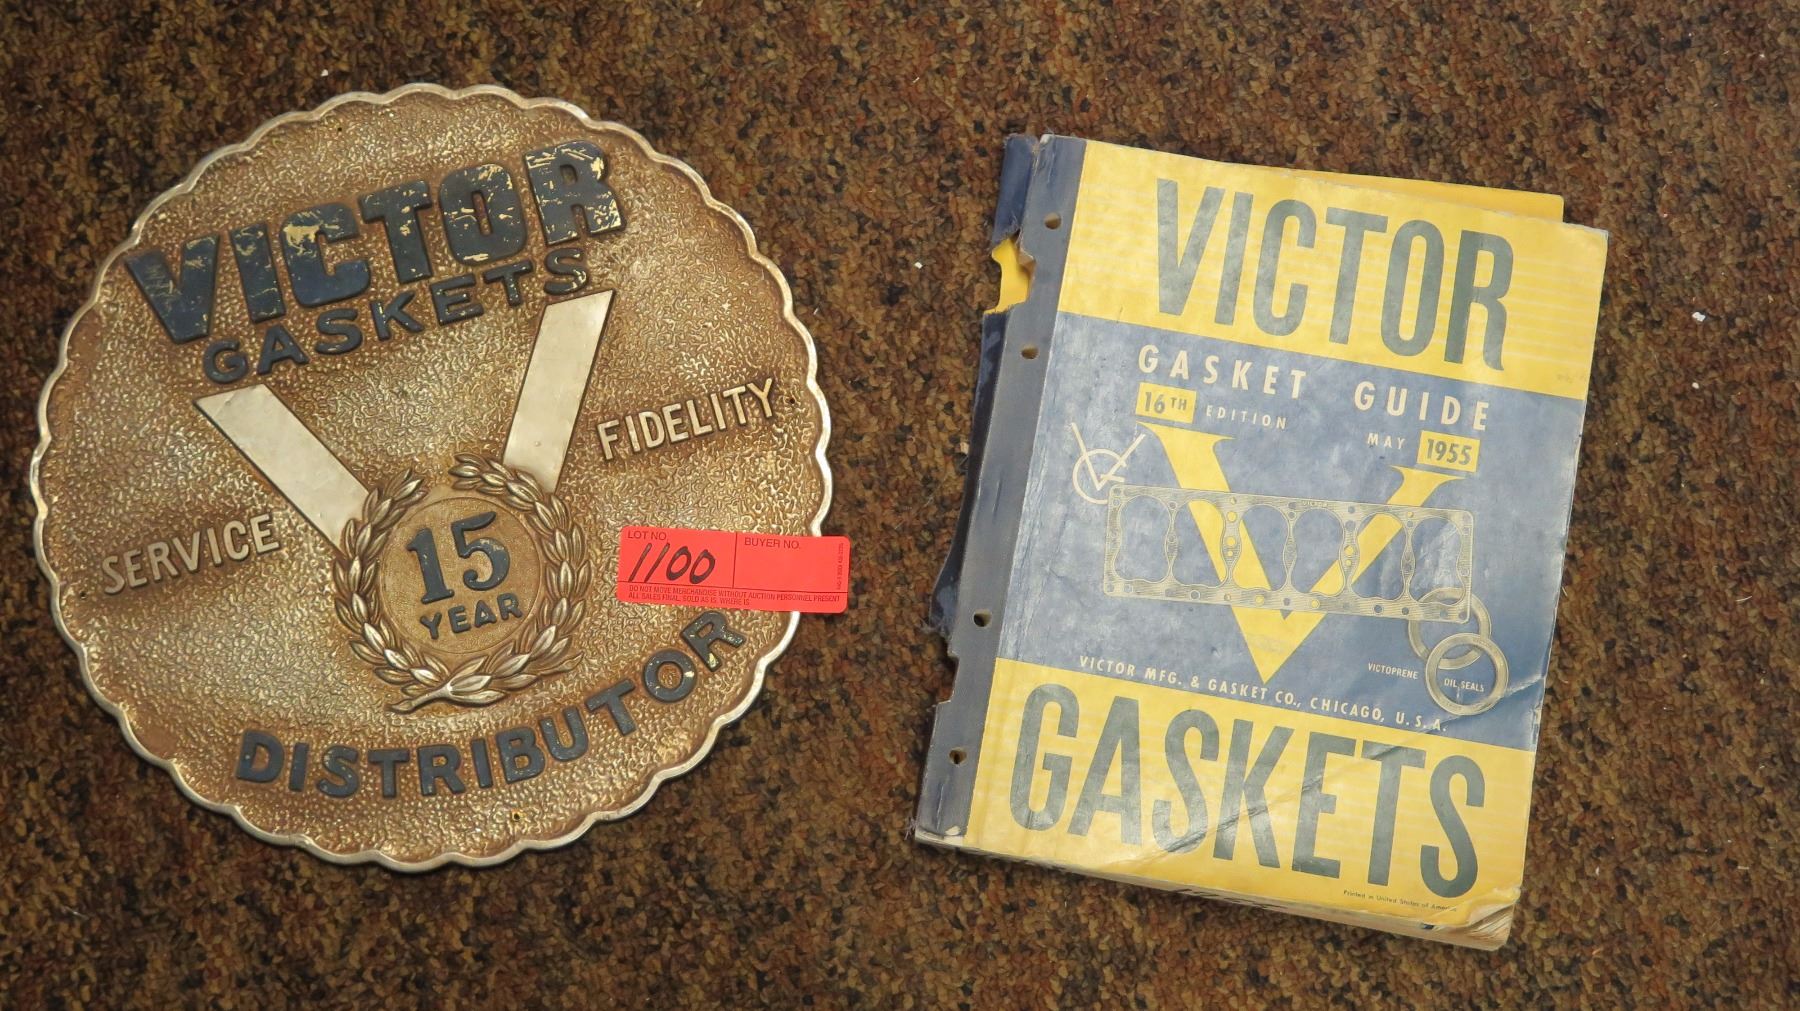 VICTOR
GASKETS
SERVICE
FIDELITY
15
YEAR
DISTRIBUTOR
LOT NO.
1100
BUYER NO.
DO NOT MOVE MERCHANDISE WITHOUT AUCTION PERSONNEL PRESENT
ALL SALES FINAL, SOLD AS IS, WHERE IS
VICTOR
GASKET GUIDE
16TH EDITION
MAY 1955
VICTOPRENE
OIL SEALS
VICTOR MFG. & GASKET CO., CHICAGO, U. S. A.
GASKETS
Printed in United States of America